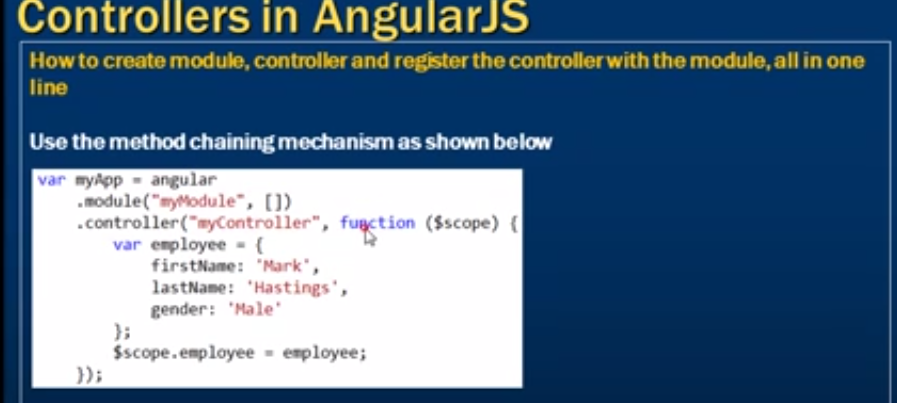 Controllers in AngularJS
How to create module, controller and register the controller with the module, all in one
line
Use the method chaining mechanism as shown below
var myApp = angular
.module("myModule", [])
.controller("myController", function ($scope) {
var employee = {
firstName: 'Mark',
lastName: 'Hastings',
gender: 'Male'
};
$scope.employee = employee;
});